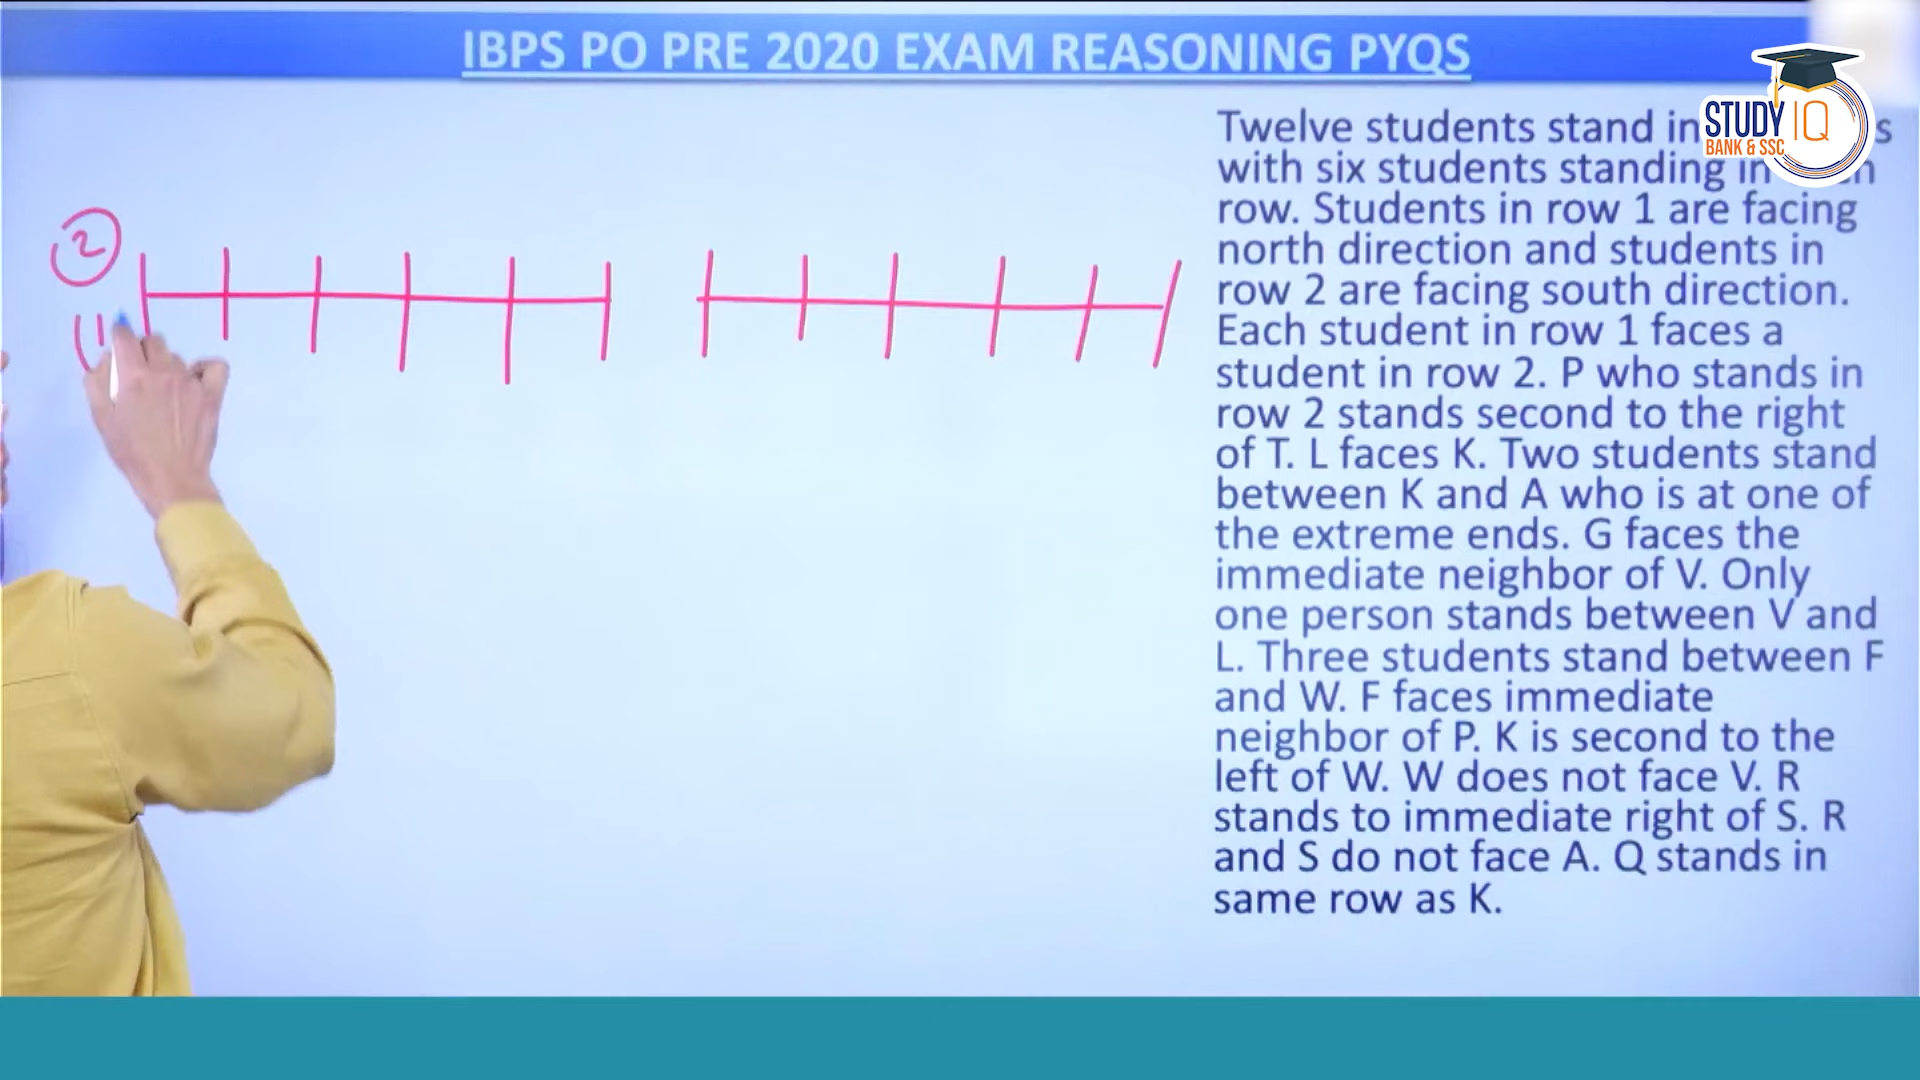 IBPS PO PRE 2020 EXAM REASONING PYQS
STUDY IQ
BANK & SSC
Twelve students stand in s
with six students standing in
row. Students in row 1 are facing
north direction and students in
row 2 are facing south direction.
Each student in row 1 faces a
student in row 2. P who stands in
row 2 stands second to the right
of T. L faces K. Two students stand
between K and A who is at one of
the extreme ends. G faces the
immediate neighbor of V. Only
one person stands between V and
L. Three students stand between F
and W. F faces immediate
neighbor of P. K is second to the
left of W. W does not face V. R
stands to immediate right of S. R
and S do not face A. Q stands in
same row as K.
2